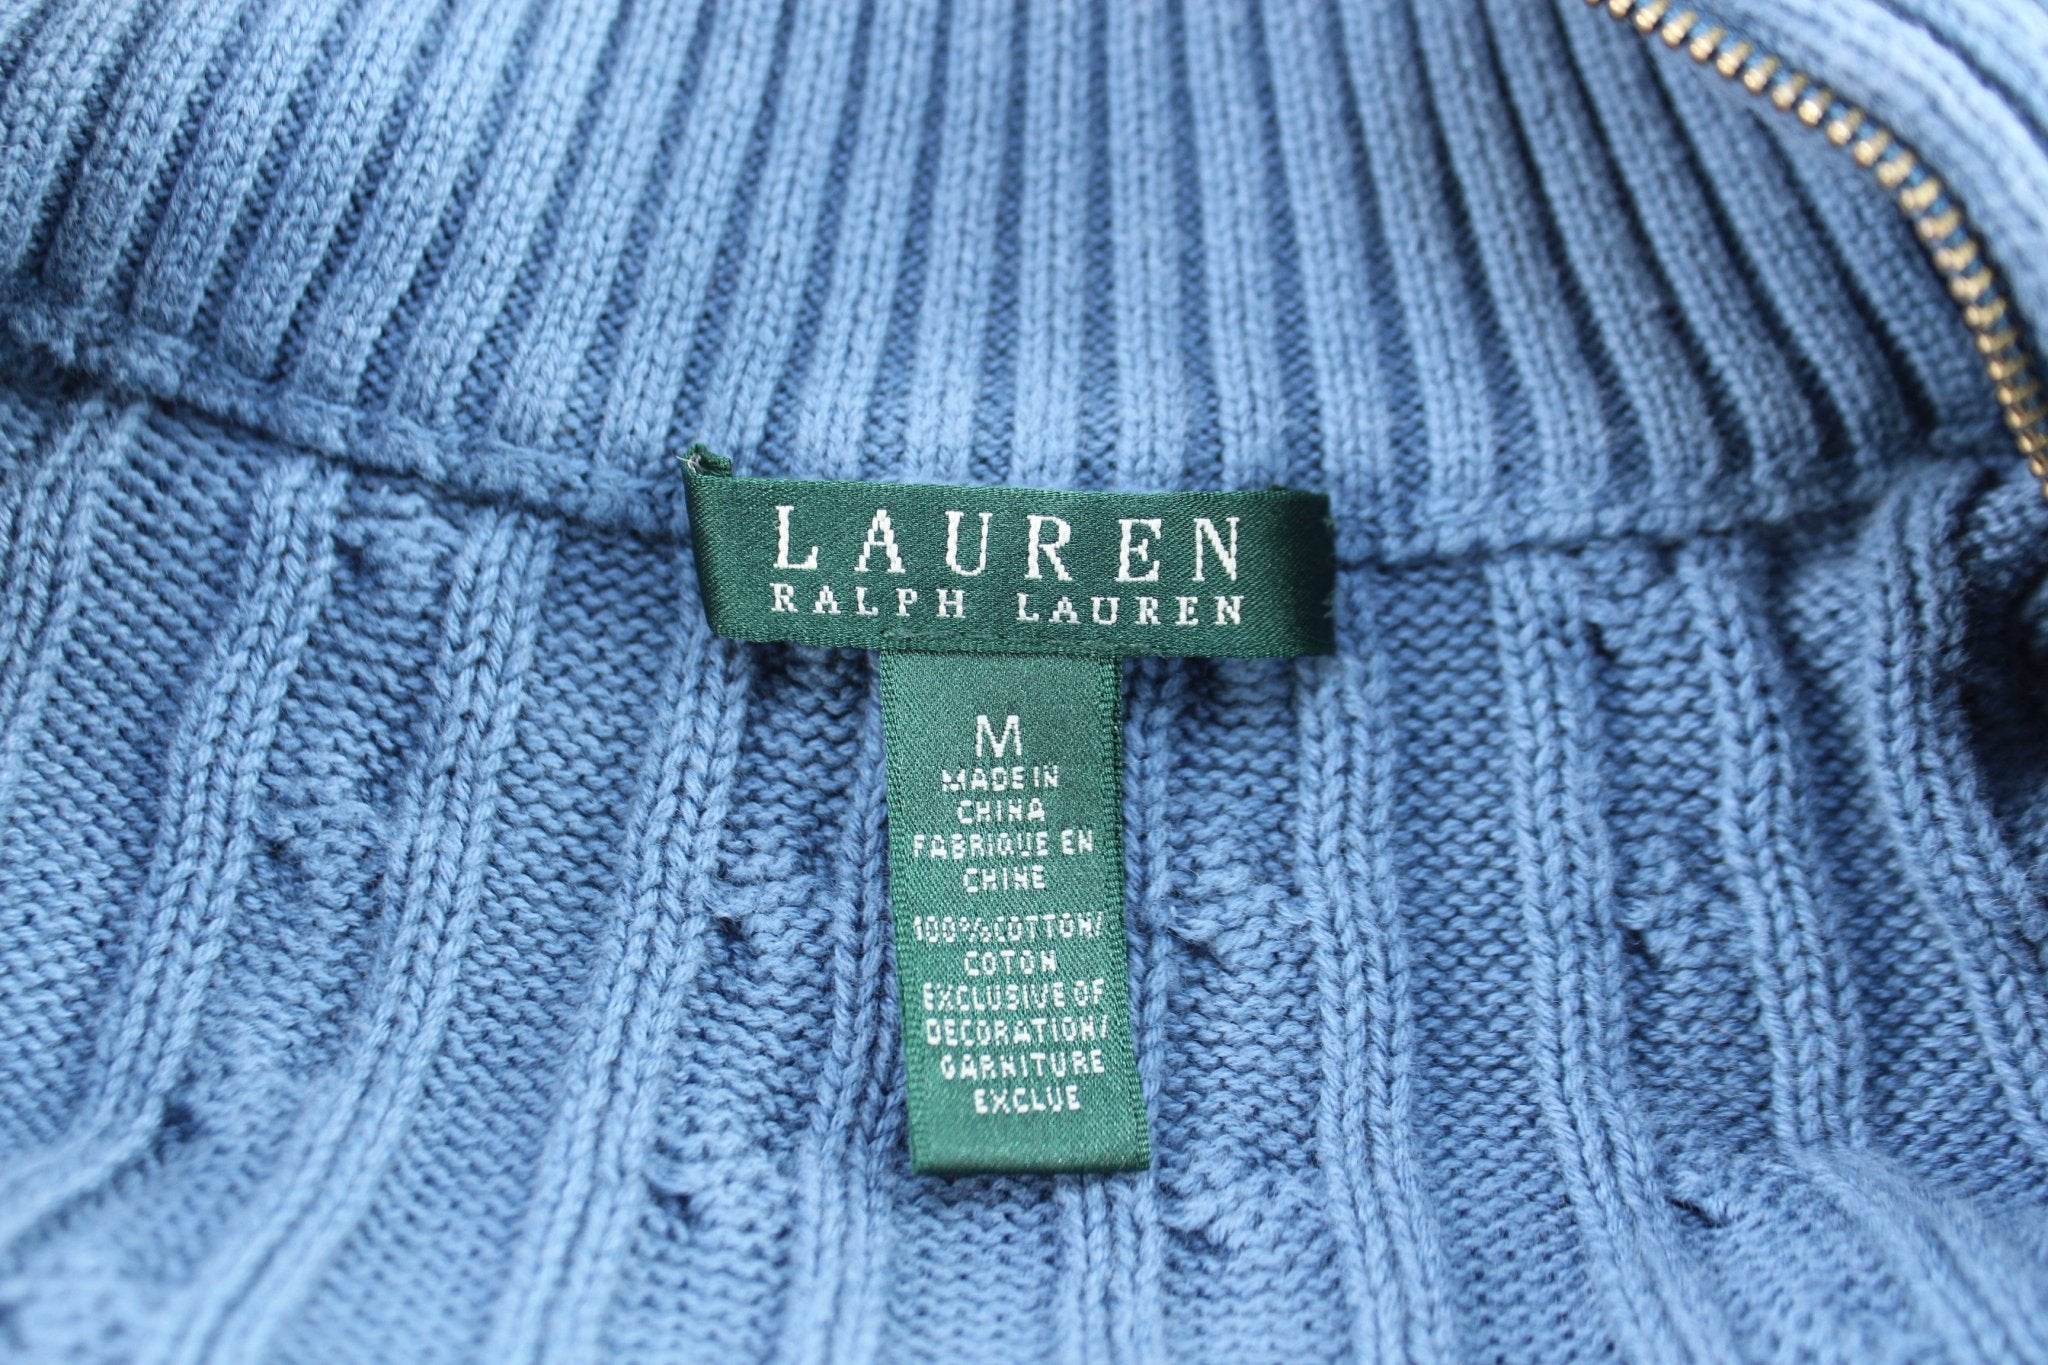 LAUREN
RALPH LAUREN
M
MADE IN
CHINA
FABRIQUE EN
CHINE
100% COTTON/
COTON
EXCLUSIVE OF
DECORATION/
GARNITURE
EXCLUE